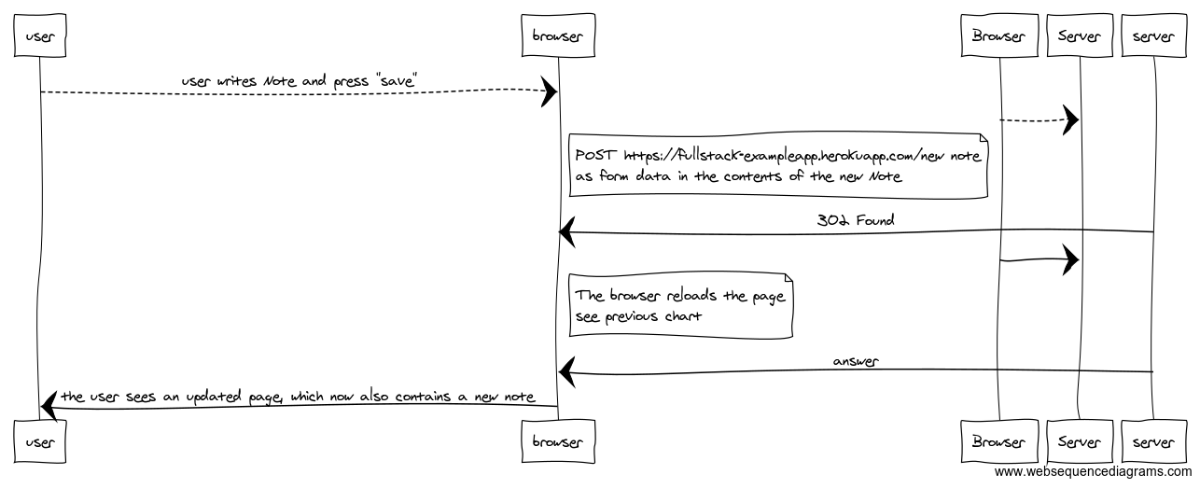 user
browser
Browser
Server
server
user writes Note and press "save"
POST https://fullstack-exampleapp.herokuapp.com/new note
as form data in the contents of the new Note
302 Found
The browser reloads the page
see previous chart
answer
the user sees an updated page, which now also contains a new note
user
browser
Browser
Server
server
www.websequencediagrams.com